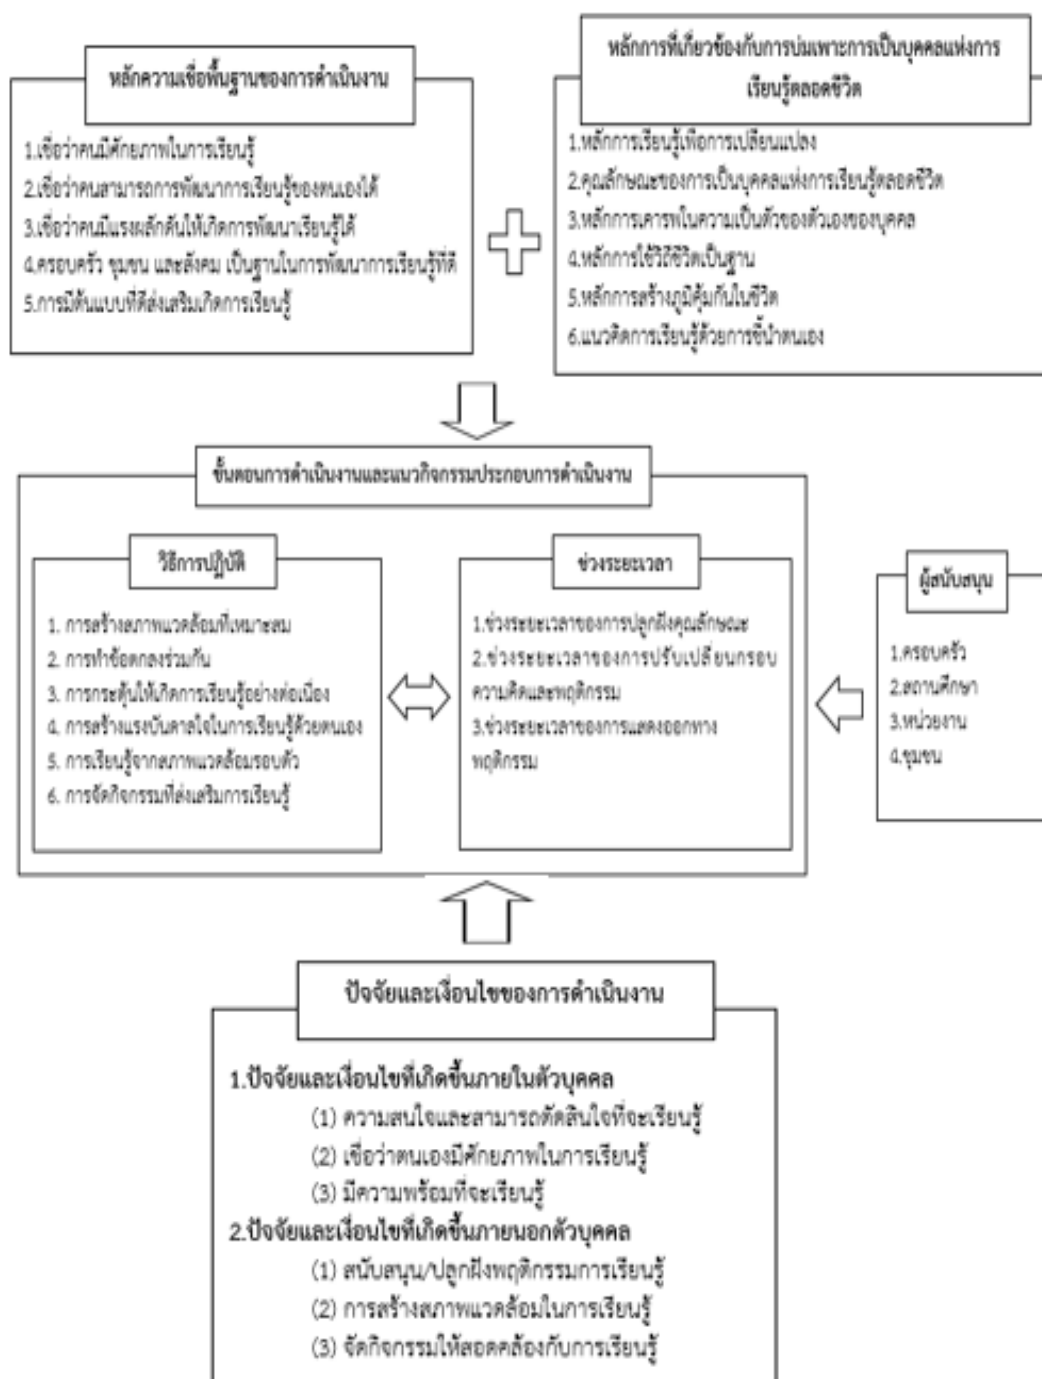 หลักความเชื่อพื้นฐานของการดำเนินงาน
1.เชื่อว่าคนมีศักยภาพในการเรียนรู้
2.เชื่อว่าคนสามารถการพัฒนาการเรียนรู้ของตนเองได้
3.เชื่อว่าคนมีแรงผลักดันให้เกิดการพัฒนาเรียนรู้ได้
4.ครอบครัว ชุมชน และสังคม เป็นฐานในการพัฒนาการเรียนรู้ที่ดี
5.การมีต้นแบบที่ดีส่งเสริมเกิดการเรียนรู้
หลักการที่เกี่ยวข้องกับการบ่มเพาะการเป็นบุคคลแห่งการ
เรียนรู้ตลอดชีวิต
1.หลักการเรียนรู้เพื่อการเปลี่ยนแปลง
2.คุณลักษณะของการเป็นบุคคลแห่งการเรียนรู้ตลอดชีวิต
3.หลักการเคารพในความเป็นตัวของตัวเองของบุคคล
4.หลักการใช้วิถีชีวิตเป็นฐาน
5.หลักการสร้างภูมิคุ้มกันในชีวิต
6.แนวคิดการเรียนรู้ด้วยการชี้นำตนเอง
ขั้นตอนการดำเนินงานและแนวกิจกรรมประกอบการดำเนินงาน
วิธีการปฏิบัติ
1. การสร้างสภาพแวดล้อมที่เหมาะสม
2. การทำข้อตกลงร่วมกัน
3. การกระตุ้นให้เกิดการเรียนรู้อย่างต่อเนื่อง
4. การสร้างแรงบันดาลใจในการเรียนรู้ด้วยตนเอง
5. การเรียนรู้จากสภาพแวดล้อมรอบตัว
6. การจัดกิจกรรมที่ส่งเสริมการเรียนรู้
ช่วงระยะเวลา
1.ช่วงระยะเวลาของการปลูกฝังคุณลักษณะ
2.ช่วงระยะเวลาของการปรับเปลี่ยนกรอบ
ความคิดและพฤติกรรม
3.ช่วงระยะเวลาของการแสดงออกทาง
พฤติกรรม
ผู้สนับสนุน
1.ครอบครัว
2.สถานศึกษา
3.หน่วยงาน
4.ชุมชน
ปัจจัยและเงื่อนไขของการดำเนินงาน
1.ปัจจัยและเงื่อนไขที่เกิดขึ้นภายในตัวบุคคล
(1) ความสนใจและสามารถตัดสินใจที่จะเรียนรู้
(2) เชื่อว่าตนเองมีศักยภาพในการเรียนรู้
(3) มีความพร้อมที่จะเรียนรู้
2.ปัจจัยและเงื่อนไขที่เกิดขึ้นภายนอกตัวบุคคล
(1) สนับสนุน/ปลูกฝังพฤติกรรมการเรียนรู้
(2) การสร้างสภาพแวดล้อมในการเรียนรู้
(3) จัดกิจกรรมให้สอดคล้องกับการเรียนรู้